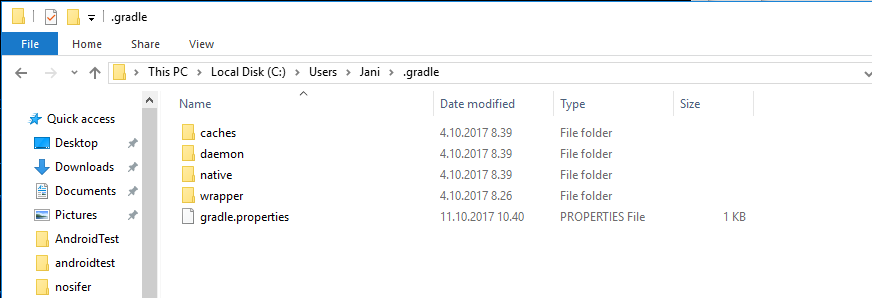 .gradle
File Home Share View
This PC Local Disk (C:) Users Jani .gradle
Name Date modified Type Size
Quick access
Desktop
Downloads
Documents
Pictures
AndroidTest
androidtest
nosifer
caches 4.10.2017 8.39 File folder
daemon 4.10.2017 8.39 File folder
native 4.10.2017 8.39 File folder
wrapper 4.10.2017 8.26 File folder
gradle.properties 11.10.2017 10.40 PROPERTIES File 1 KB